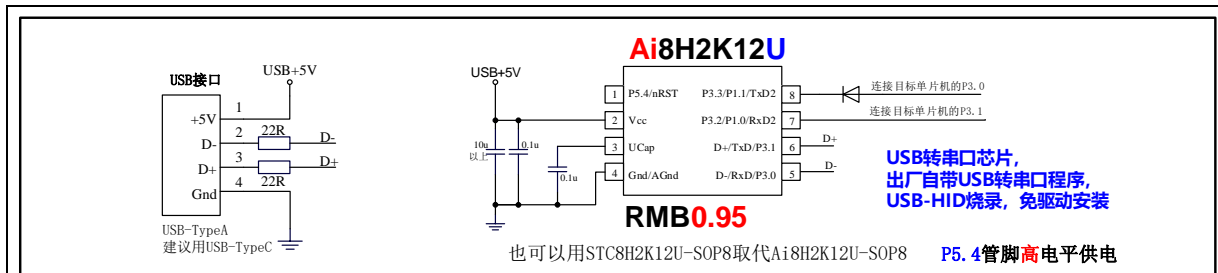 USB接口
USB+5V
+5V
1
D-
2
22R
D-
D+
3
22R
D+
Gnd
4
USB-TypeA
建议用USB-TypeC
Ai8H2K12U
USB+5V
10u
以上
0.1u
0.1u
1
P5.4/nRST
P3.3/P1.1/TxD2
8
连接目标单片机的P3.0
2
Vcc
P3.2/P1.0/RxD2
7
连接目标单片机的P3.1
3
UCap
D+/TxD/P3.1
6
D+
4
Gnd/AGnd
D-/RxD/P3.0
5
D-
RMB0.95
USB转串口芯片，
出厂自带USB转串口程序，
USB-HID烧录，免驱动安装
也可以用STC8H2K12U-SOP8取代Ai8H2K12U-SOP8
P5.4管脚高电平供电